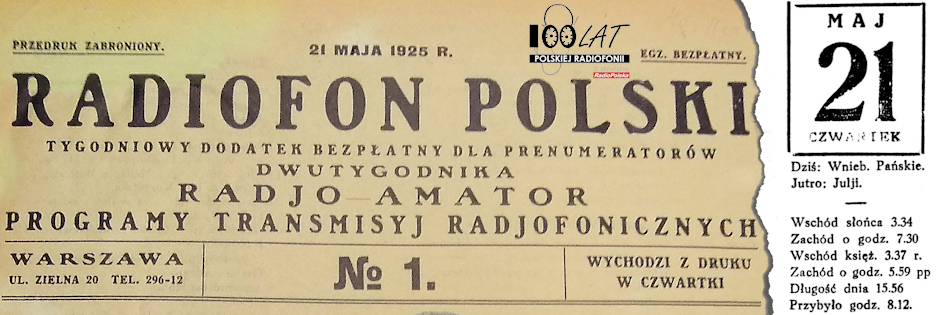 PRZEDRUK ZABRONIONY.
21 MAJA 1925 R.
100 LAT
POLSKIEJ RADIOFONII
RadioPolska
EGZ. BEZPŁATNY.
RADIOFON POLSKI
TYGODNIOWY DODATEK BEZPŁATNY DLA PRENUMERATORÓW
DWUTYGODNIKA
RADJO-AMATOR
PROGRAMY TRANSMISYJ RADJOFONICZNYCH
WARSZAWA
UL. ZIELNA 20 TEL. 296-12
№ 1.
WYCHODZI Z DRUKU
W CZWARTKI
MAJ
21
CZWARTEK
Dziś: Wnieb. Pańskie.
Jutro: Julji.
Wschód słońca 3.34
Zachód o godz. 7.30
Wschód księż. 3.37 r.
Zachód o godz. 5.59 pp
Długość dnia 15.56
Przybyło godz. 8.12.